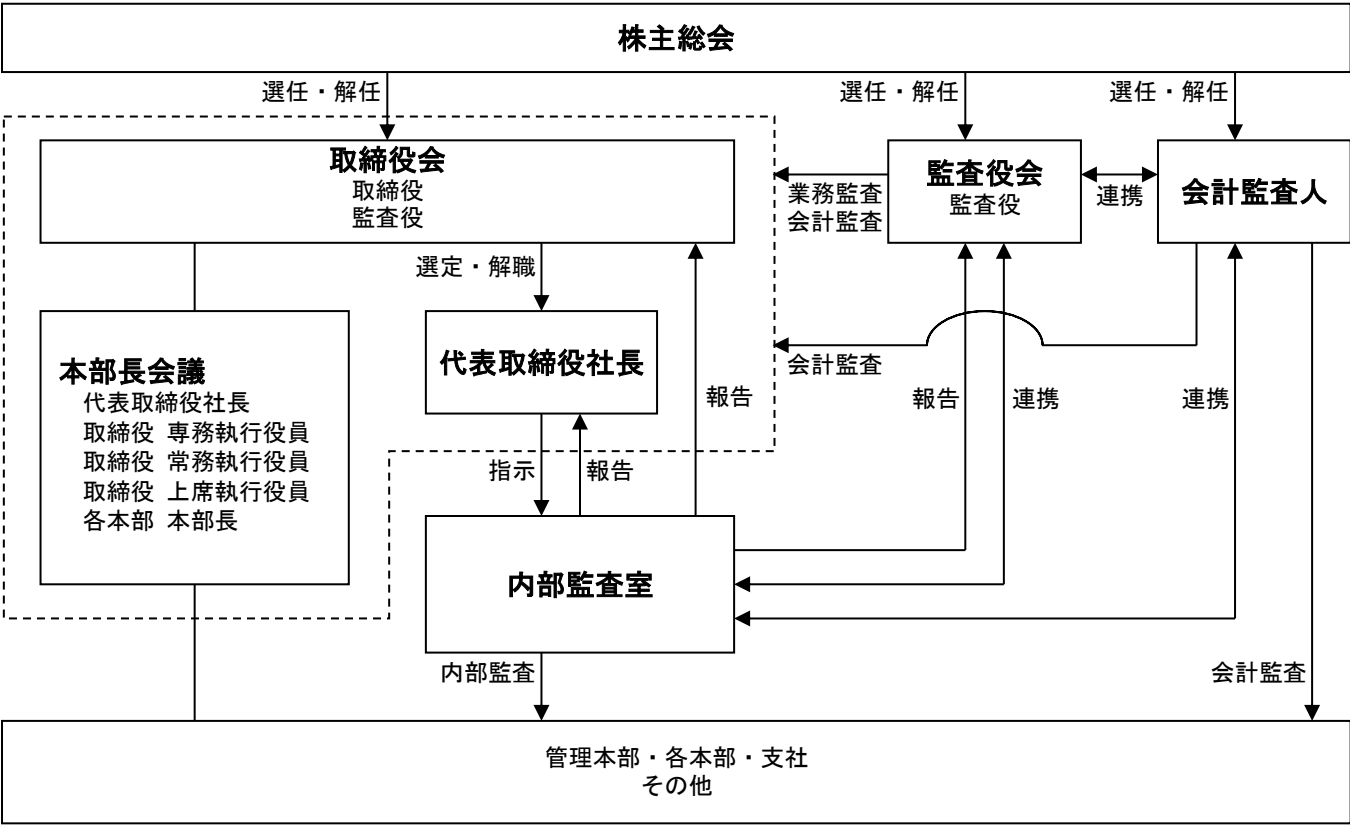 株主総会
選任・解任
選任・解任
選任・解任
取締役会
取締役
監査役
業務監査
会計監査
監査役会
監査役
連携
会計監査人
選定・解職
本部長会議
代表取締役社長
取締役 専務執行役員
取締役 常務執行役員
取締役 上席執行役員
各本部 本部長
代表取締役社長
会計監査
報告
報告
連携
連携
指示
報告
内部監査室
内部監査
会計監査
管理本部・各本部・支社
その他